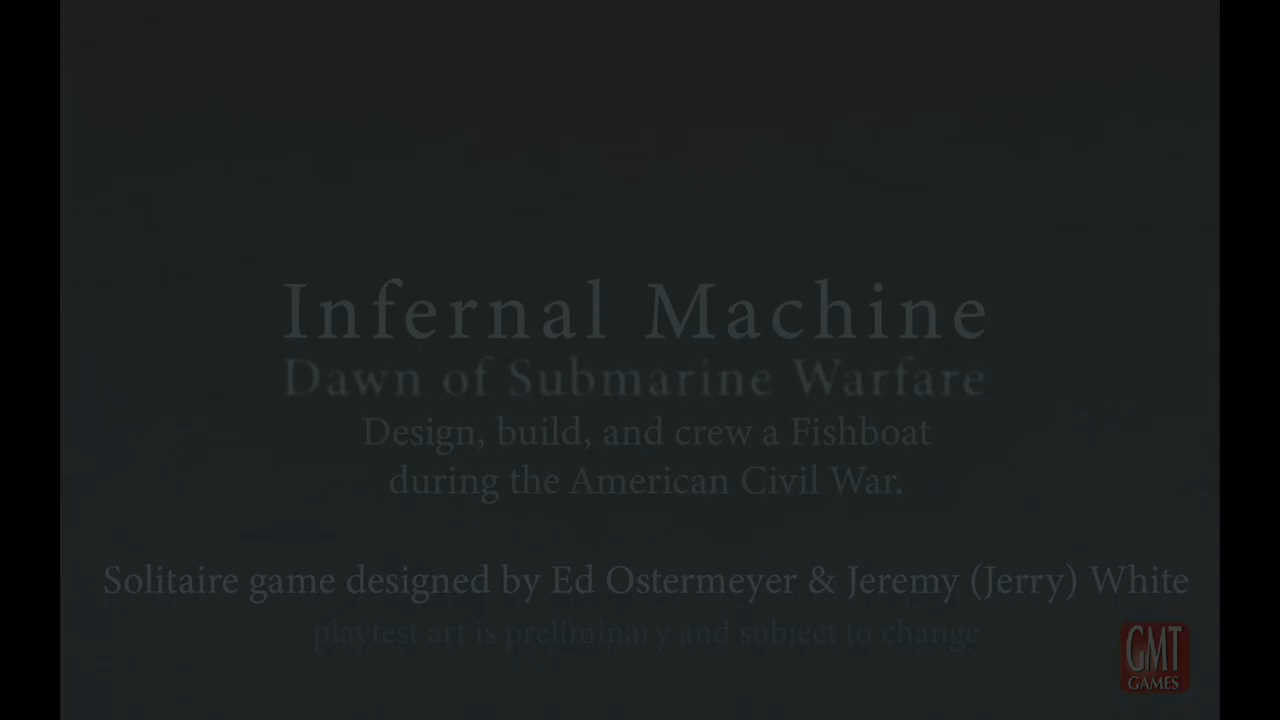 Infernal Machine
Dawn of Submarine Warfare
Design, build, and crew a Fishboat
during the American Civil War.
Solitaire game designed by Ed Ostermeyer & Jeremy (Jerry) White
playtest art is preliminary and subject to change
GMT
GAMES